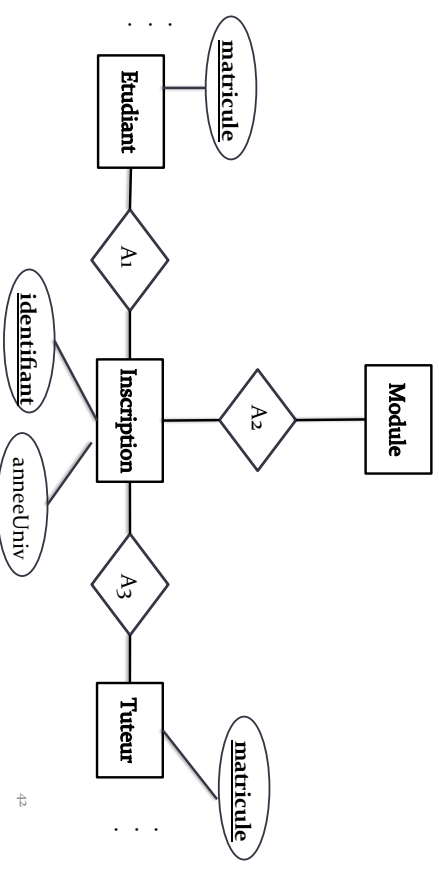 Module
matricule
A2
matricule
Etudiant
A1
Inscription
A3
Tuteur
. . .
. . .
identifiant
anneeUniv
42